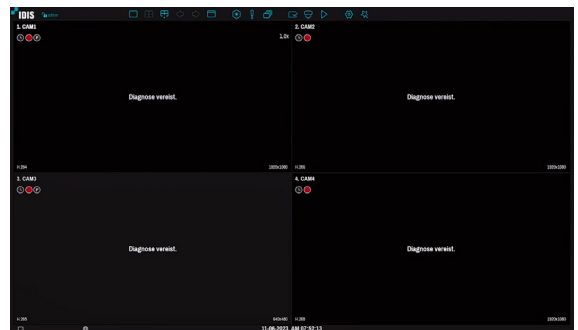 IDIS
1. CAM1
1.0x
2. CAM2
Diagnose vereist.
Diagnose vereist.
H.264
1920x1080
H.265
1920x1080
3. CAM3
4. CAM4
Diagnose vereist.
Diagnose vereist.
H.265
640x480
H.265
1920x1080
11-06-2023 AM 07:52:13